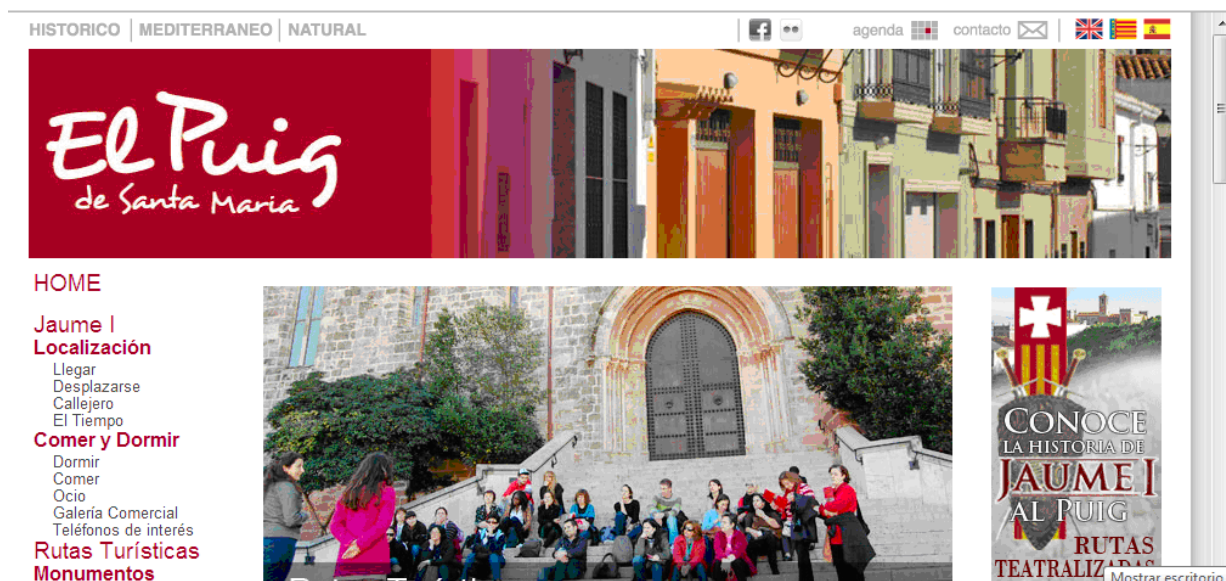 HISTORICO | MEDITERRANEO | NATURAL
agenda
contacto
El Puig
de Santa Maria
HOME
Jaume I
Localización
Llegar
Desplazarse
Callejero
El Tiempo
Comer y Dormir
Dormir
Comer
Ocio
Galería Comercial
Teléfonos de interés
Rutas Turísticas
Monumentos
CONOCE
LA HISTORIA DE
JAUME I
AL PUIG
RUTAS
TEATRALIZADAS
Mostrar escritorio